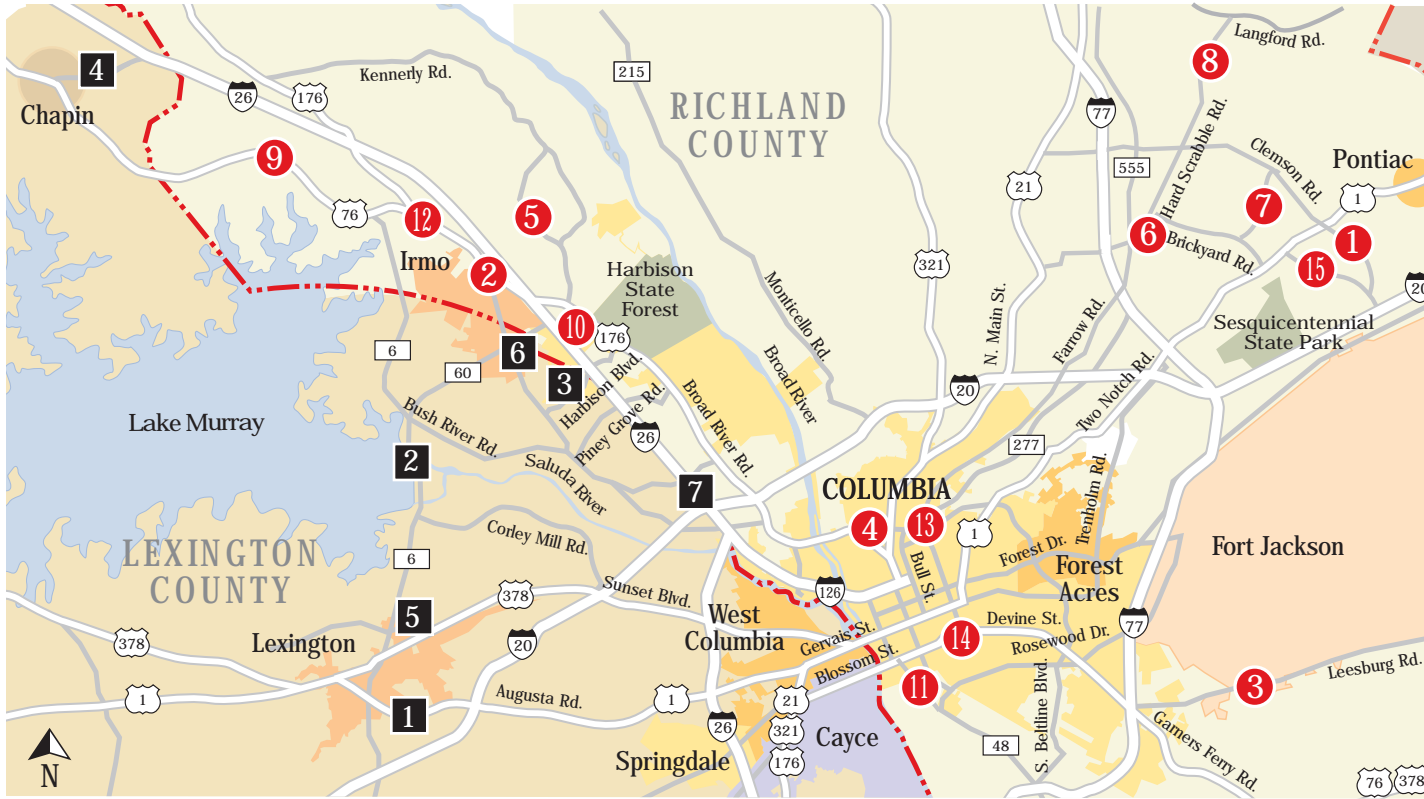 Langford Rd.
8
4
Kennerly Rd.
215
26
176
Chapin
RICHLAND
COUNTY
77
Hard Scrabble Rd.
Clemson Rd.
Pontiac
9
555
21
1
76
12
5
7
6
Brickyard Rd.
1
15
Irmo
2
Harbison
State
Forest
321
20
10
176
Monticello Rd.
N. Main St.
Farrow Rd.
Sesquicentennial
State Park
6
6
60
3
Harbison Blvd.
Piney Grove Rd.
Broad River Rd.
Broad River
20
Two Notch Rd.
Lake Murray
Bush River Rd.
26
277
2
Saluda River
7
COLUMBIA
Trenholm Rd.
4
13
1
Corley Mill Rd.
LEXINGTON
COUNTY
6
Bull St.
Forest Dr.
Forest
Acres
Fort Jackson
378
Sunset Blvd.
126
West
Columbia
Gervais St.
Devine St.
77
5
Lexington
378
20
14
Rosewood Dr.
Blossom St.
Leesburg Rd.
1
Augusta Rd.
1
21
11
3
1
26
321
Cayce
48
S. Beltline Blvd.
Garners Ferry Rd.
N
Springdale
176
76
378